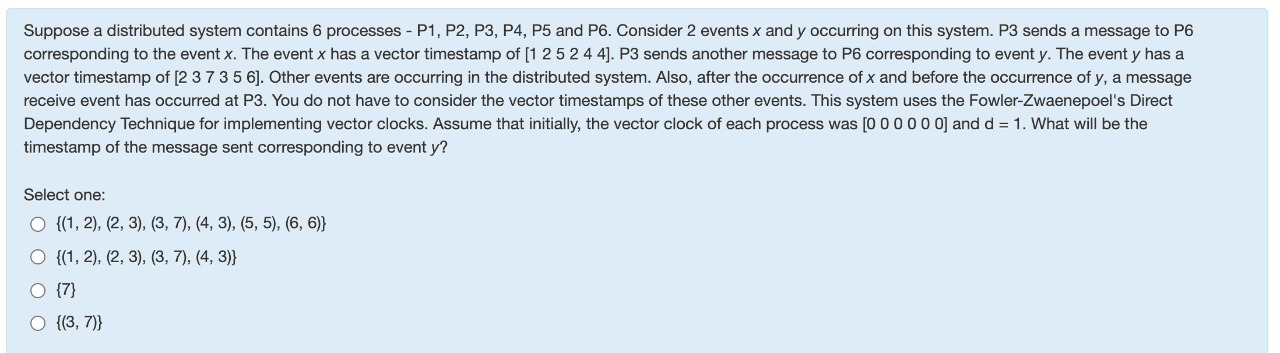 Suppose a distributed system contains 6 processes - P1, P2, P3, P4, P5 and P6. Consider 2 events x and y occurring on this system. P3 sends a message to P6
corresponding to the event x. The event x has a vector timestamp of [1 2 5 2 4 4]. P3 sends another message to P6 corresponding to event y. The event y has a
vector timestamp of [2 3 7 3 5 6]. Other events are occurring in the distributed system. Also, after the occurrence of x and before the occurrence of y, a message
receive event has occurred at P3. You do not have to consider the vector timestamps of these other events. This system uses the Fowler-Zwaenepoel's Direct
Dependency Technique for implementing vector clocks. Assume that initially, the vector clock of each process was [0 0 0 0 0 0] and d = 1. What will be the
timestamp of the message sent corresponding to event y?
Select one:
{(1, 2), (2, 3), (3, 7), (4, 3), (5, 5), (6, 6)}
{(1, 2), (2, 3), (3, 7), (4, 3)}
{7}
{(3, 7)}